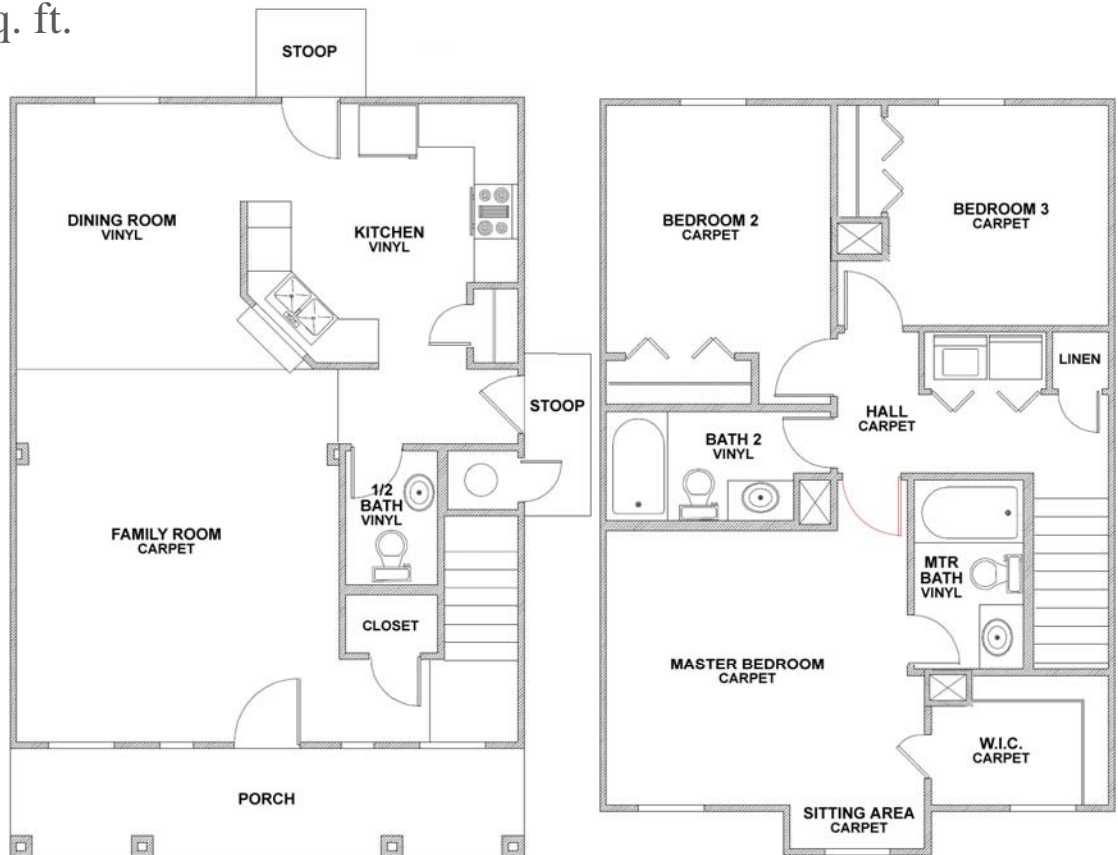 q. ft.
STOOP
DINING ROOM
VINYL
KITCHEN
VINYL
STOOP
1/2
BATH
VINYL
FAMILY ROOM
CARPET
CLOSET
PORCH
BEDROOM 2
CARPET
BEDROOM 3
CARPET
LINEN
HALL
CARPET
BATH 2
VINYL
MTR
BATH
VINYL
MASTER BEDROOM
CARPET
W.I.C.
CARPET
SITTING AREA
CARPET